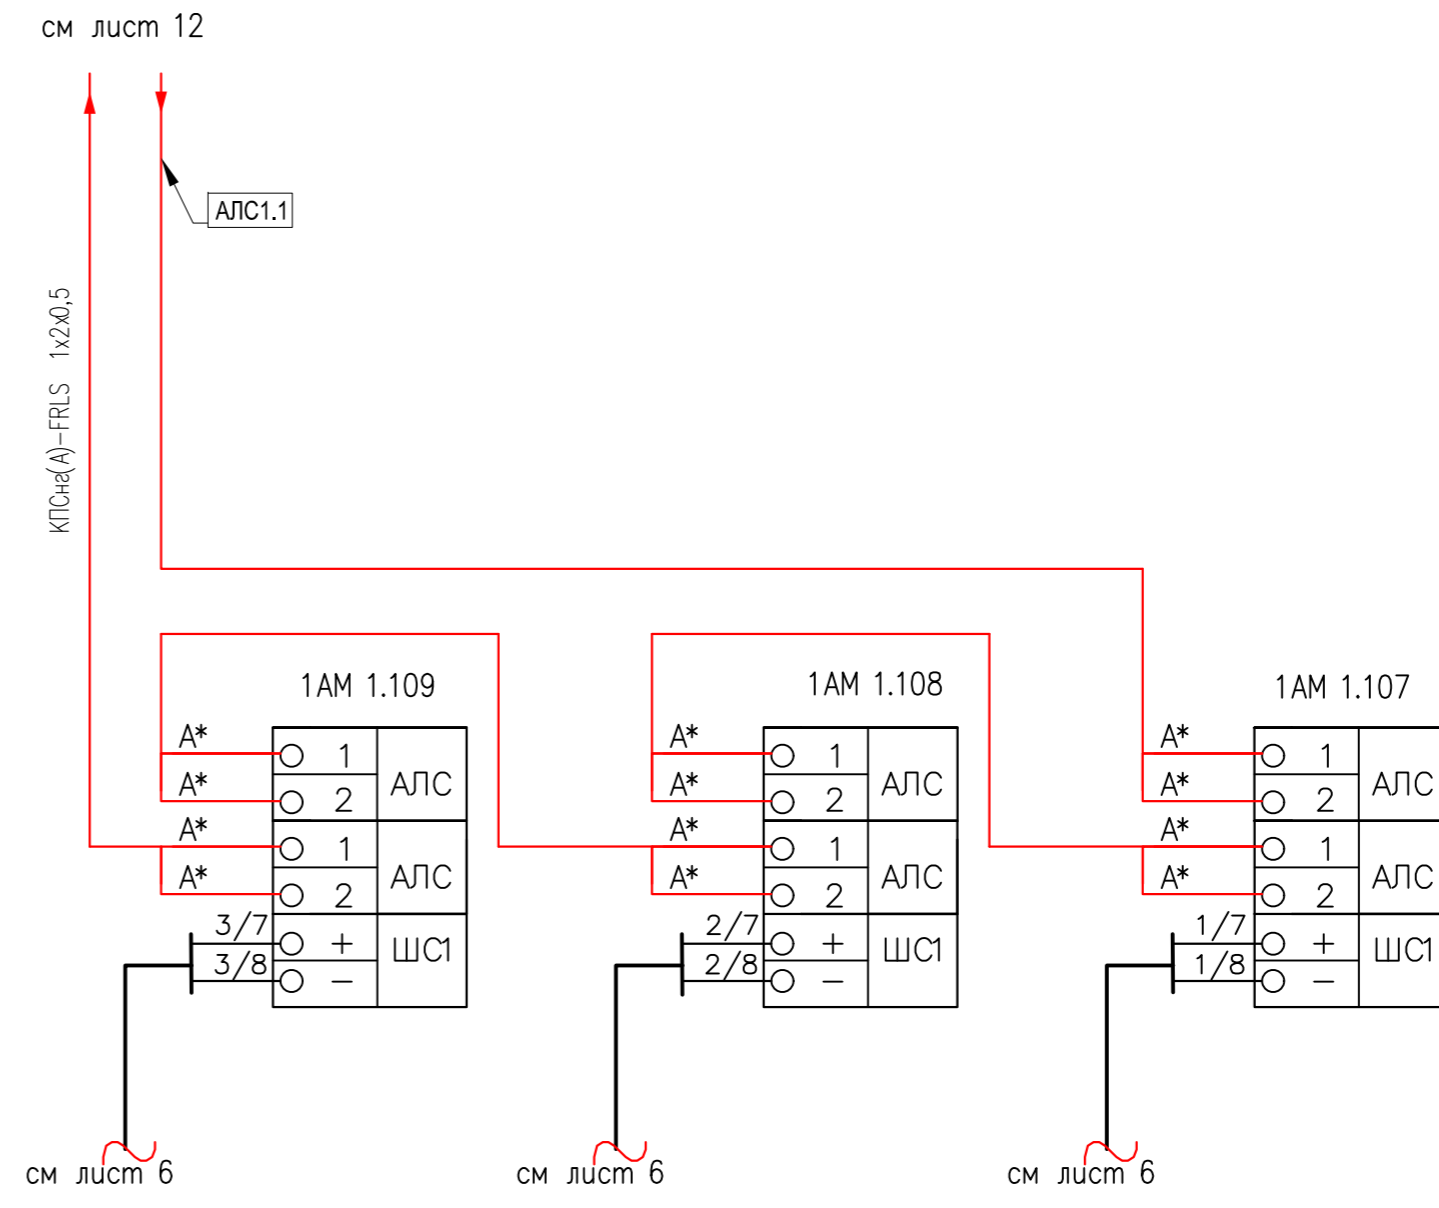 см лист 12
АЛС1.1
КПСнг(А)-FRLS 1х2х0,5
1АМ 1.109
А* 1 АЛС
А* 2
А* 1 АЛС
А* 2
3/7 + ШС1
3/8 −
см лист 6
1АМ 1.108
А* 1 АЛС
А* 2
А* 1 АЛС
А* 2
2/7 + ШС1
2/8 −
см лист 6
1АМ 1.107
А* 1 АЛС
А* 2
А* 1 АЛС
А* 2
1/7 + ШС1
1/8 −
см лист 6